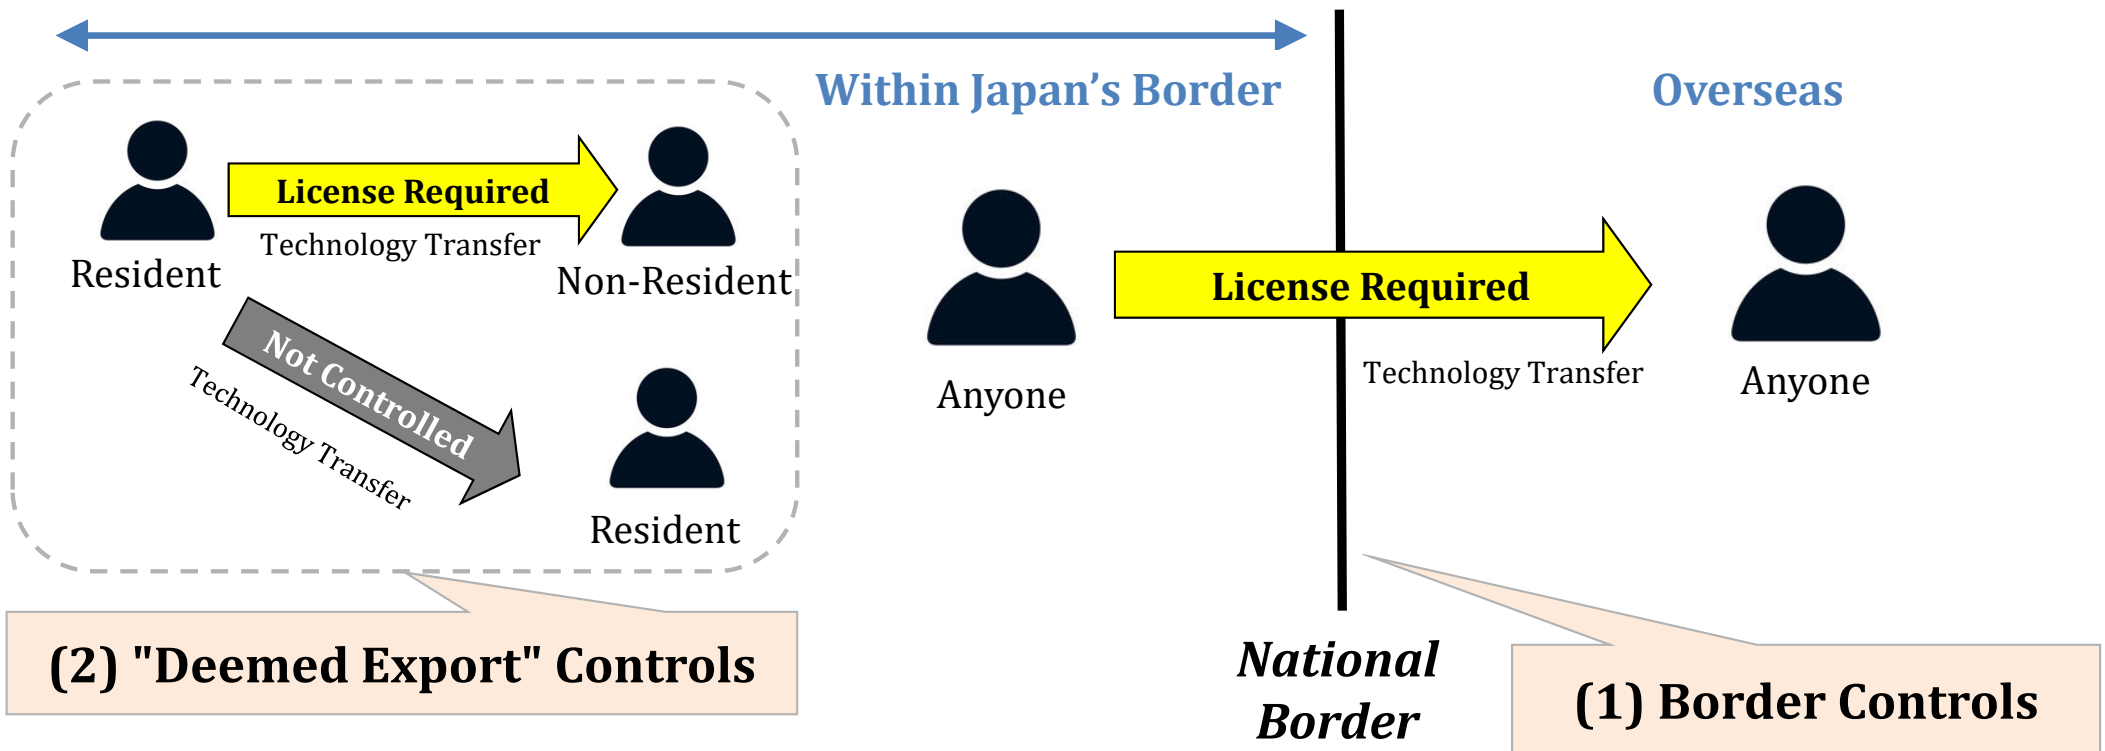 Within Japan’s Border
Overseas
License Required
Technology Transfer
Resident
Non-Resident
Not Controlled
Technology Transfer
Resident
License Required
Technology Transfer
Anyone
Anyone
(2) "Deemed Export" Controls
National
Border
(1) Border Controls